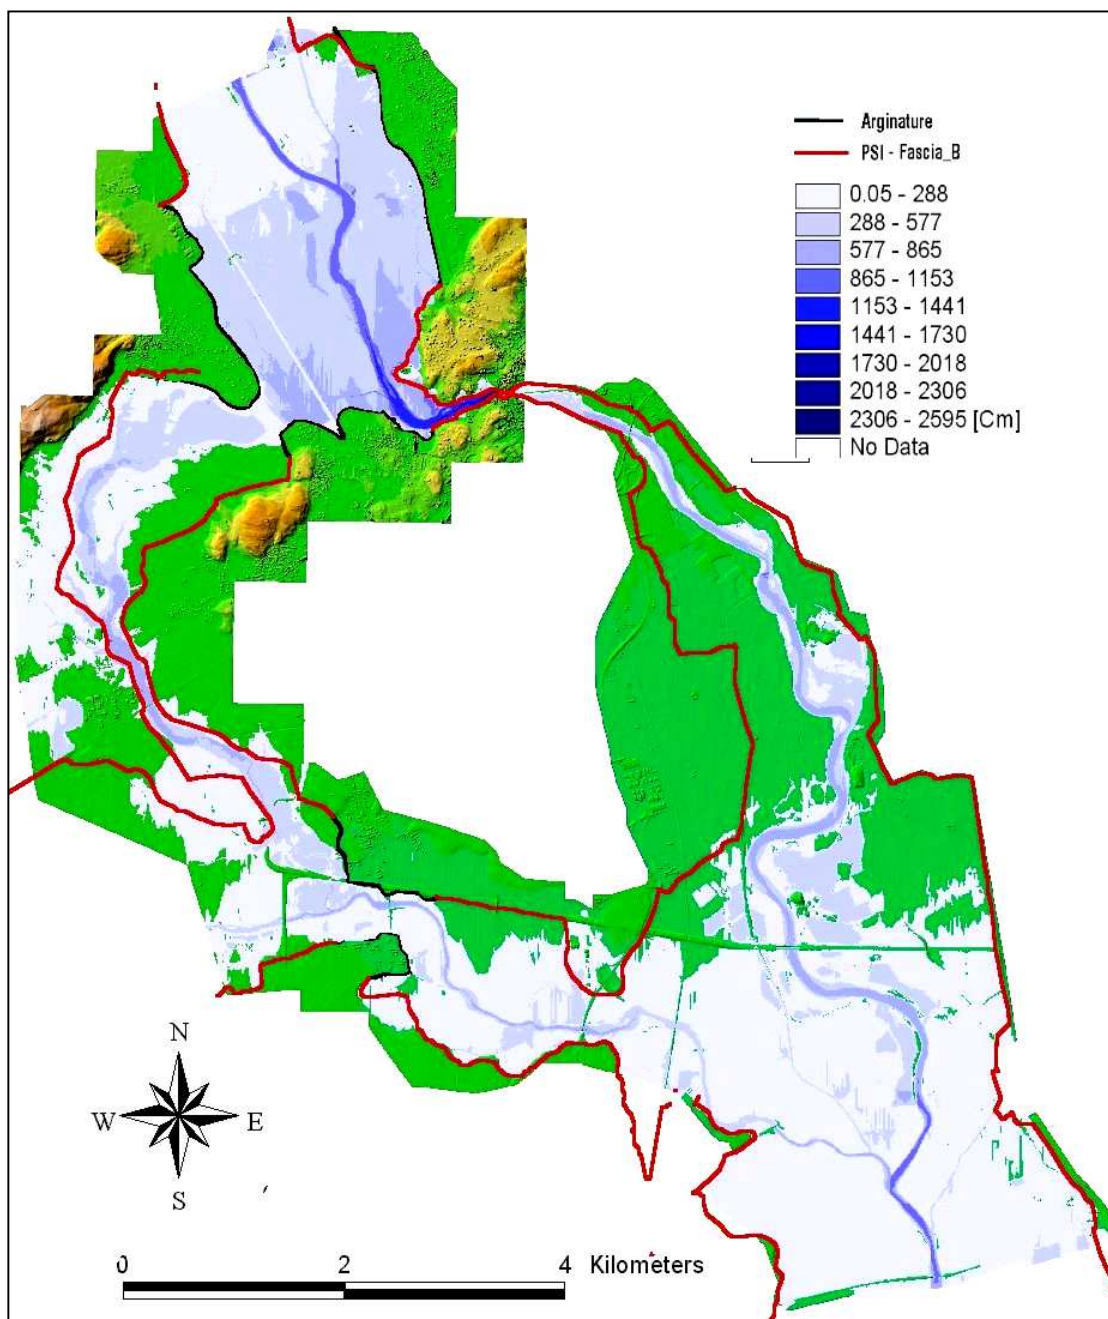 Arginature
PSI - Fascia_B
0.05 - 288
288 - 577
577 - 865
865 - 1153
1153 - 1441
1441 - 1730
1730 - 2018
2018 - 2306
2306 - 2595 [Cm]
No Data
N
W E
S
0 2 4 Kilometers